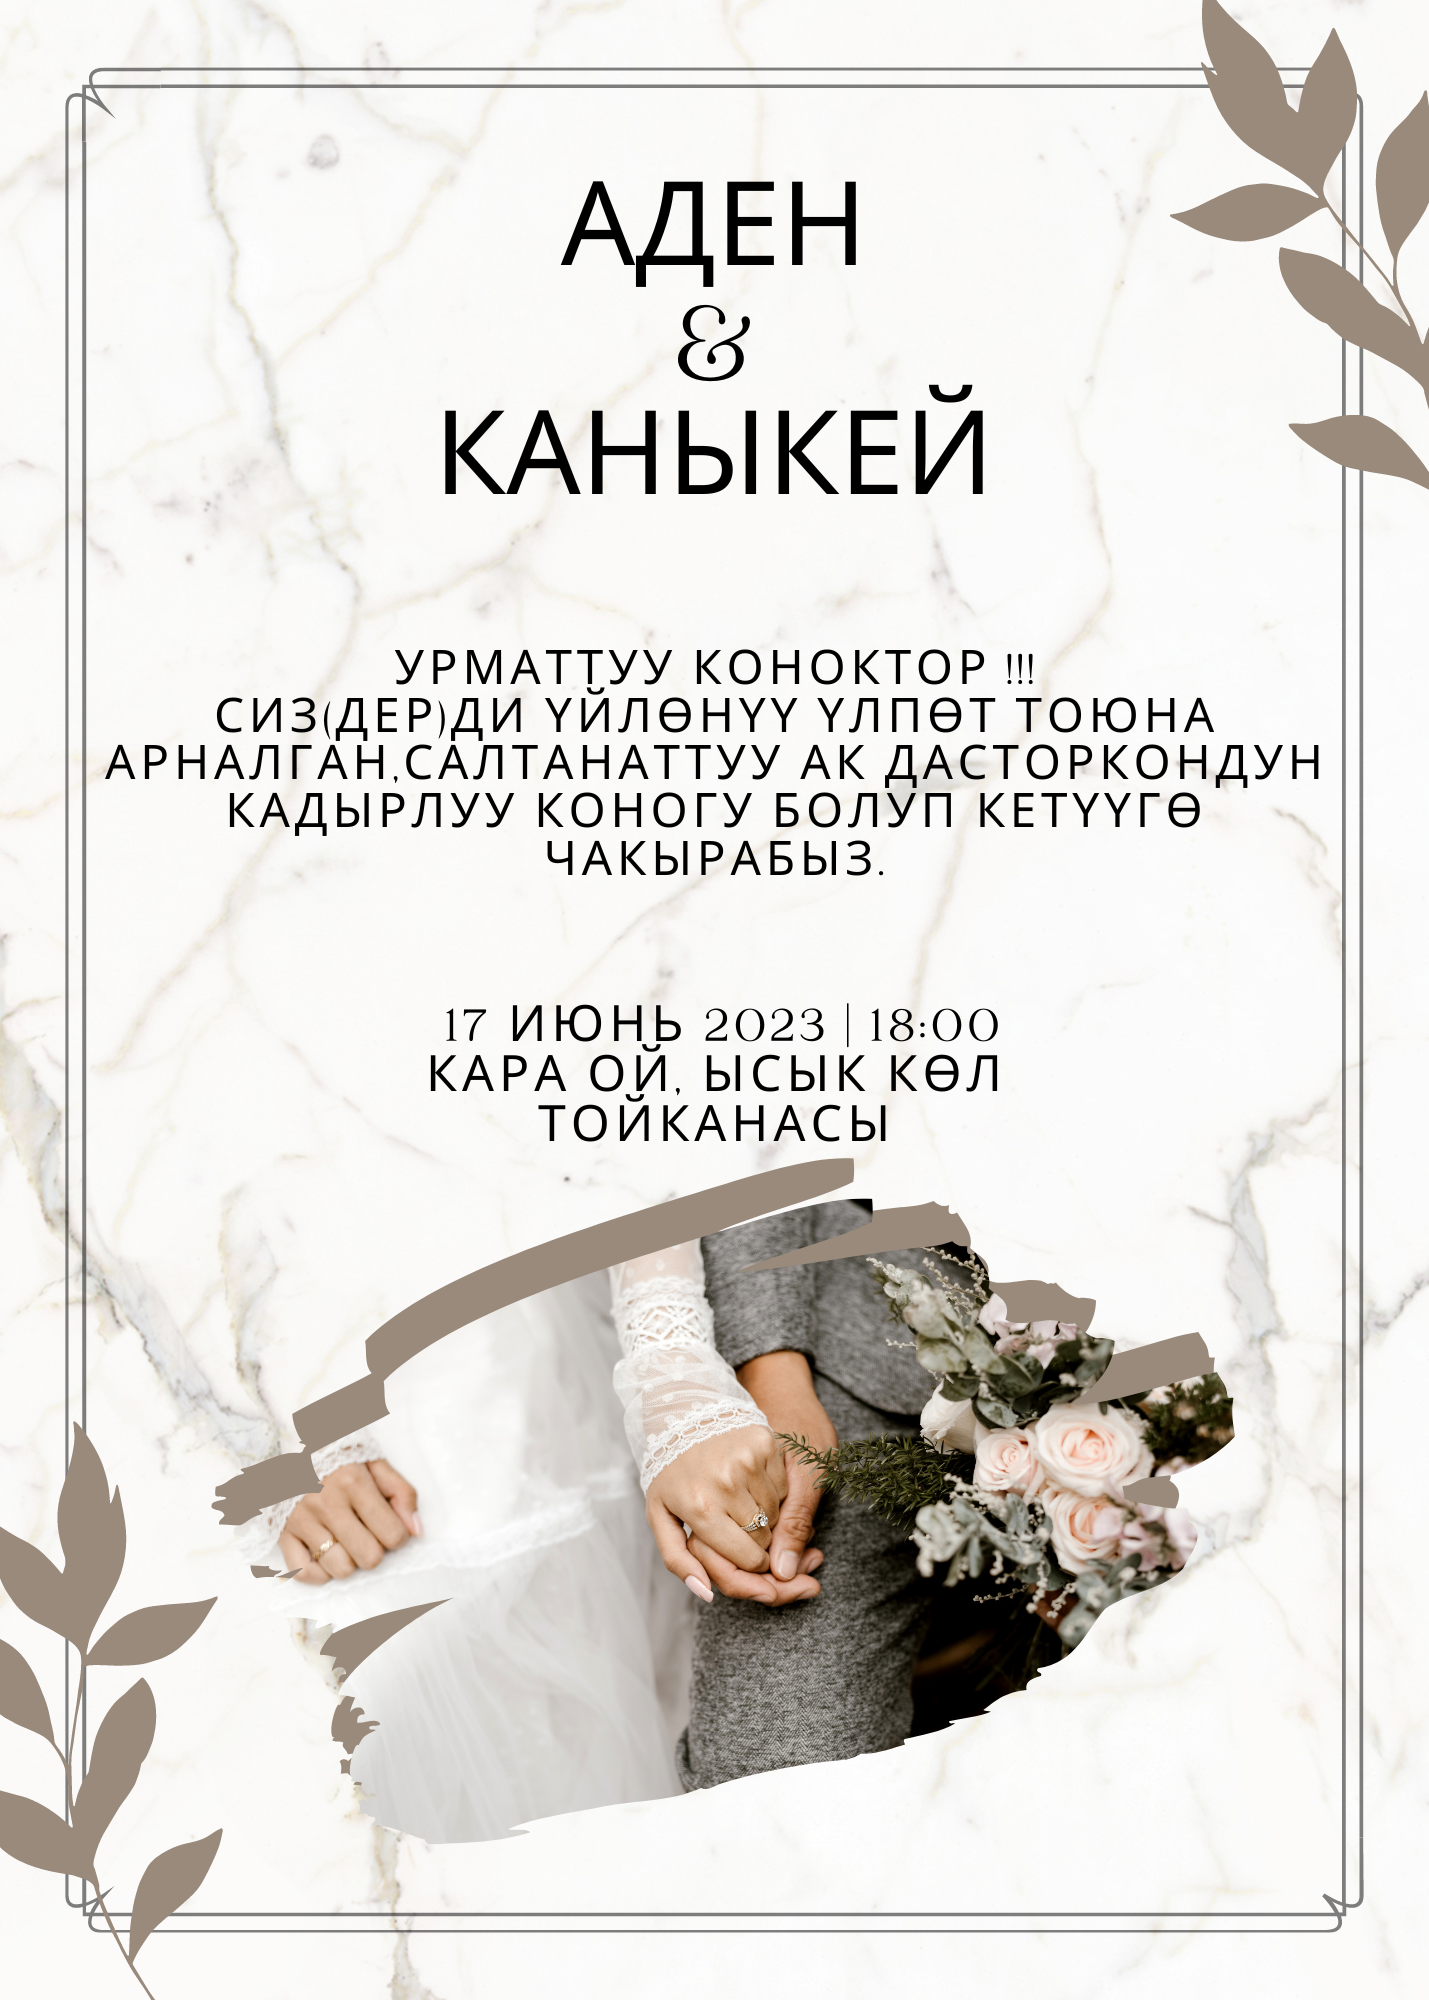 АДЕН
&
КАНЫКЕЙ
УРМАТТУУ КОНОКТОР !!!
СИЗ(ДЕР)ДИ ҮЙЛӨНҮҮ ҮЛПӨТ ТОЮНА
АРНАЛГАН,САЛТАНАТТУУ АК ДАСТОРКОНДУН
КАДЫРЛУУ КОНОГУ БОЛУП КЕТҮҮГӨ
ЧАКЫРАБЫЗ.
17 ИЮНЬ 2023 | 18:00
КАРА ОЙ, ЫСЫК КӨЛ
ТОЙКАНАСЫ